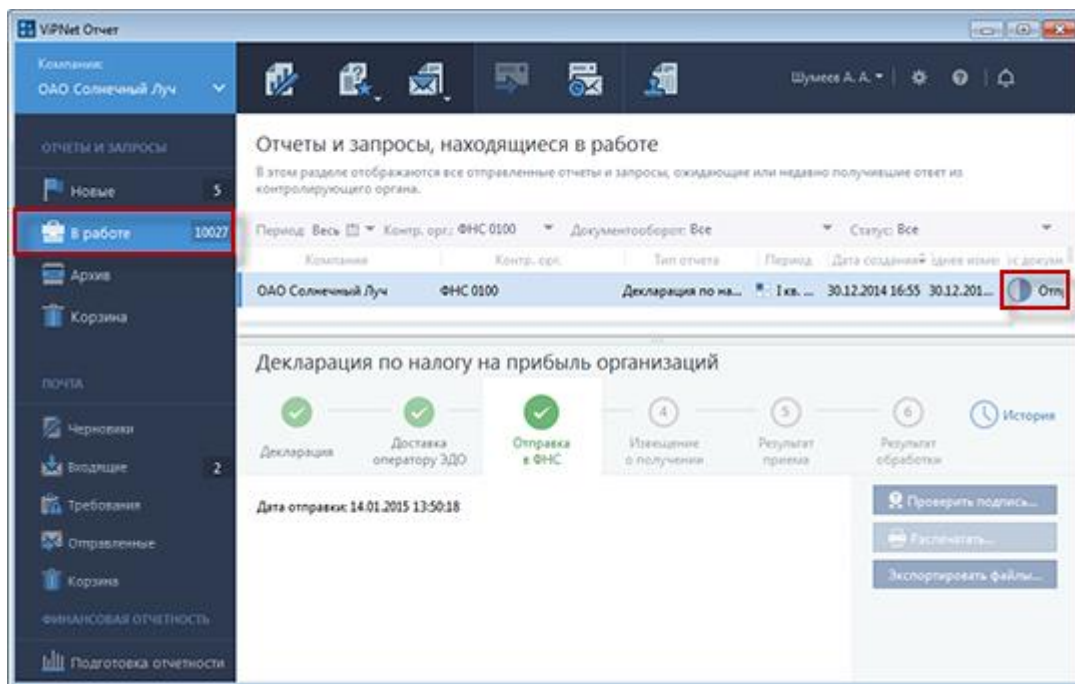 ViPNet Отчет
Компания:
ОАО Солнечный Луч
Шумеев А. А.
ОТЧЕТЫ И ЗАПРОСЫ
Новые 5
В работе 10027
Архив
Корзина
ПОЧТА
Черновики
Входящие 2
Требования
Отправленные
Корзина
ФИНАНСОВАЯ ОТЧЕТНОСТЬ
Подготовка отчетности
Отчеты и запросы, находящиеся в работе
В этом разделе отображаются все отправленные отчеты и запросы, ожидающие или недавно получившие ответ из
контролирующего органа.
Период: Весь Контр. орг.: ФНС 0100 Документооборот: Все Статус: Все
Компания Контр. орг. Тип отчета Период Дата создания
ОАО Солнечный Луч ФНС 0100 Декларация по на... I кв. ... 30.12.2014 16:55 30.12.201... Отп
Декларация по налогу на прибыль организаций
Декларация
Доставка
оператору ЭДО
Отправка
в ФНС
4
Извещение
о получении
5
Результат
приема
6
Результат
обработки
История
Дата отправки: 14.01.2015 13:50:18
Проверить подпись...
Распечатать...
Экспортировать файлы...